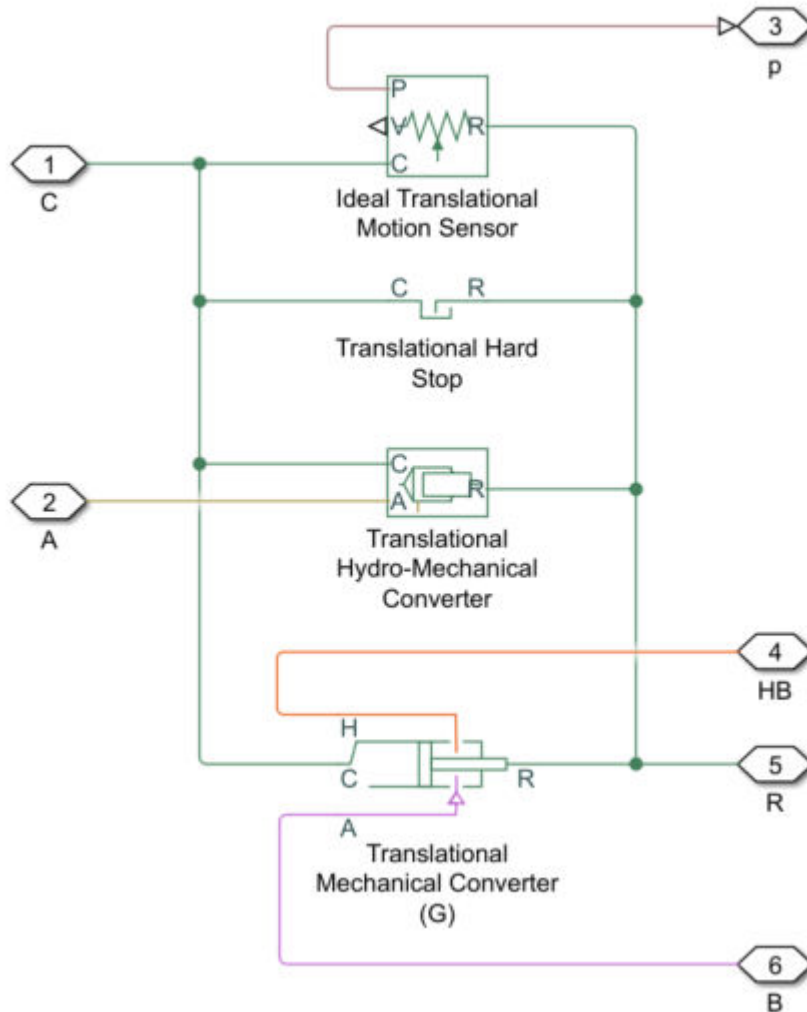 3
p
P
V
R
C
1
C
Ideal Translational
Motion Sensor
C
R
Translational Hard
Stop
C
A
R
2
A
Translational
Hydro-Mechanical
Converter
4
HB
H
C
R
5
R
A
Translational
Mechanical Converter
(G)
6
B